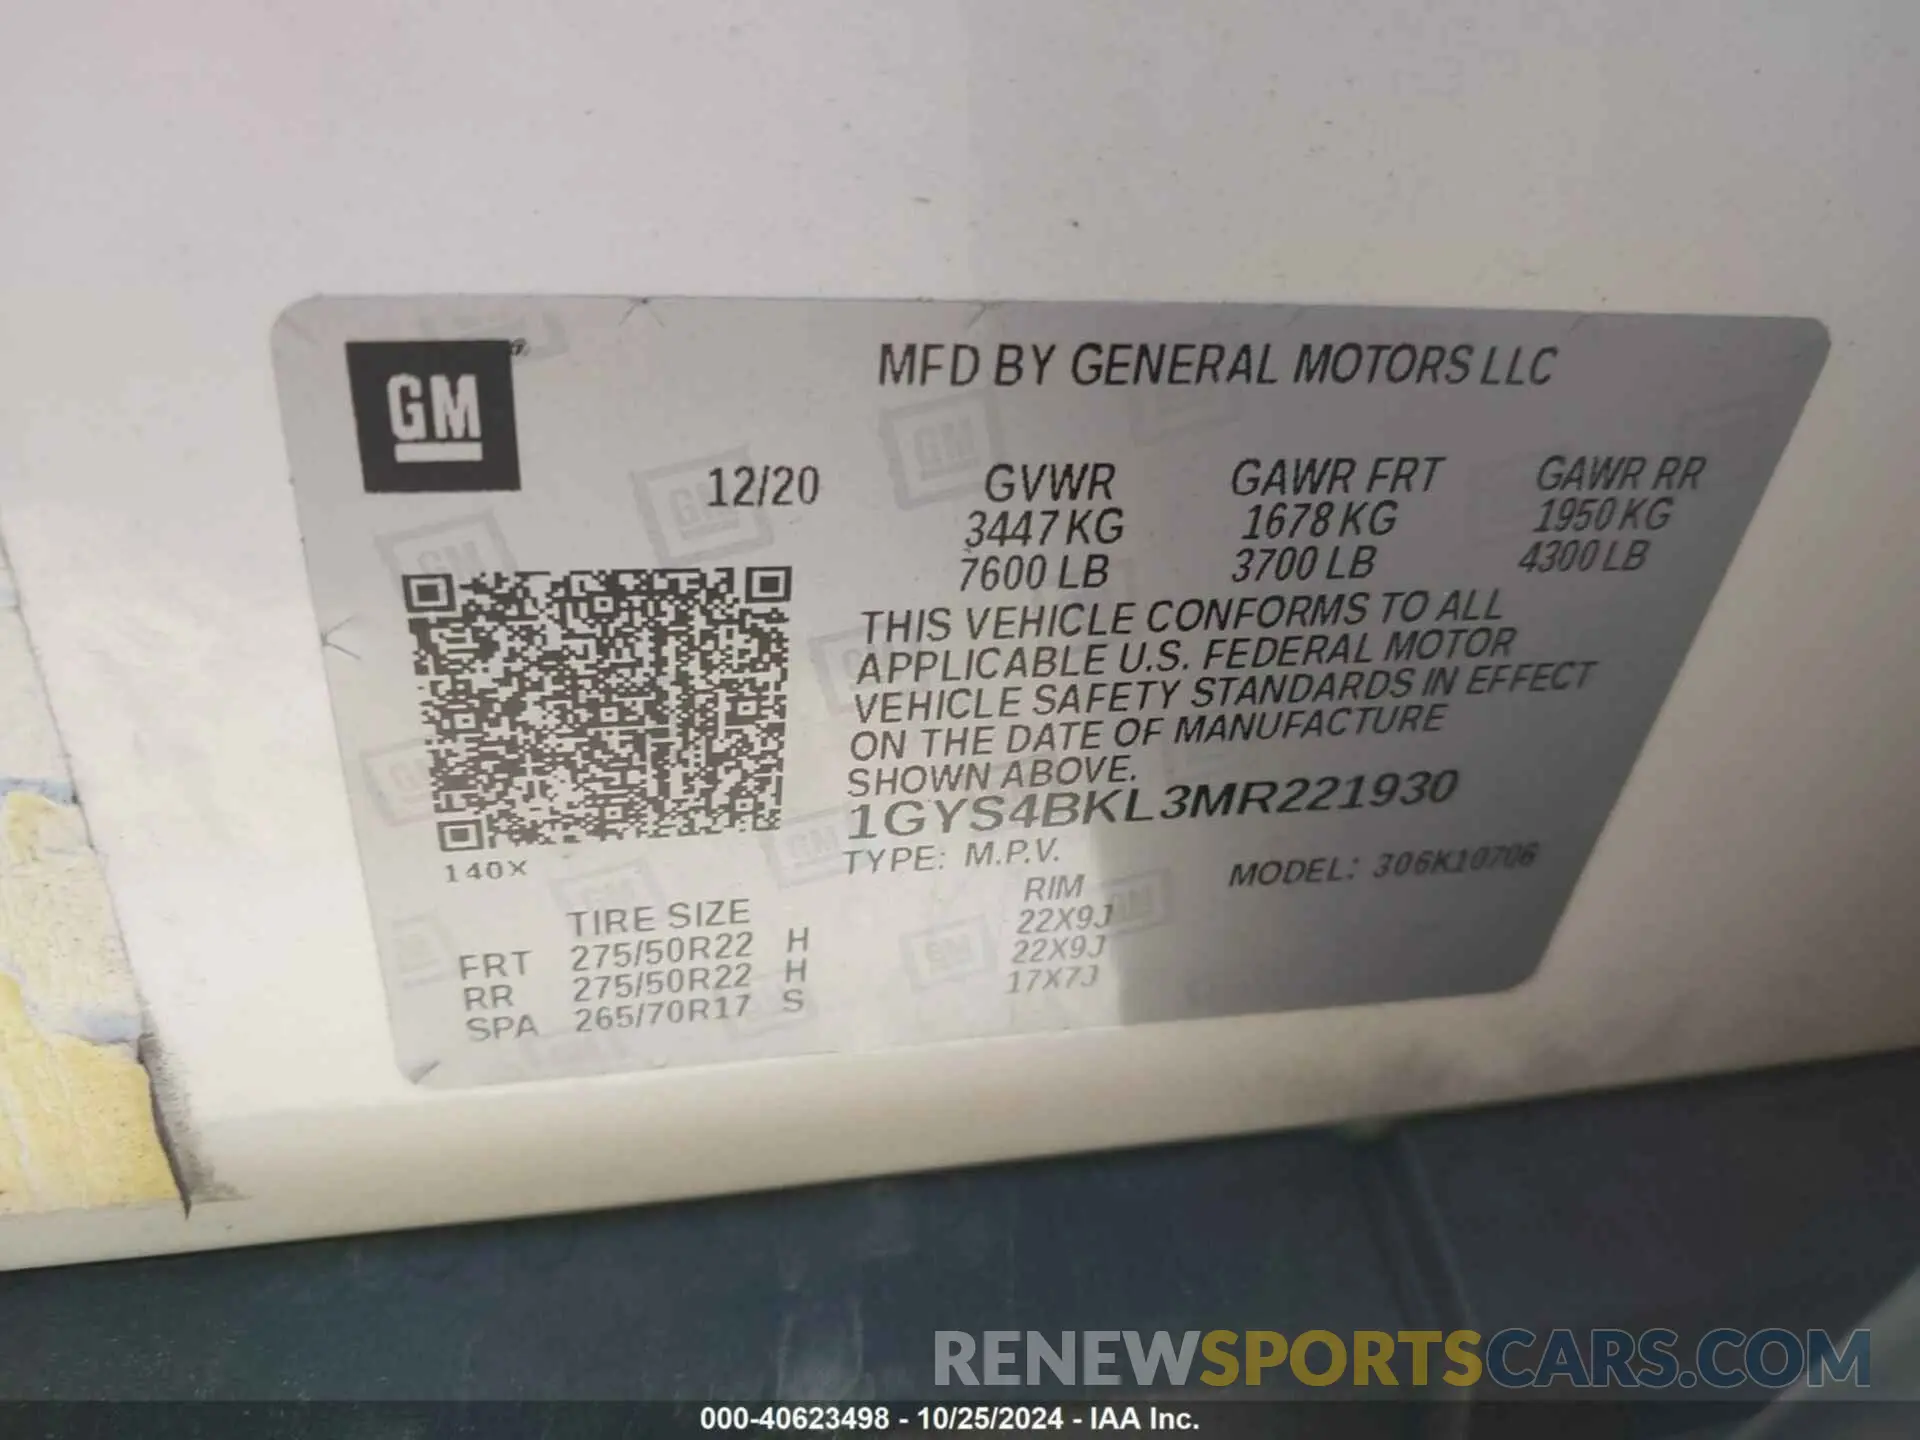 GM
MFD BY GENERAL MOTORS LLC
12/20 GVWR GAWR FRT GAWR RR
3447 KG 1678 KG 1950 KG
7600 LB 3700 LB 4300 LB
THIS VEHICLE CONFORMS TO ALL
APPLICABLE U.S. FEDERAL MOTOR
VEHICLE SAFETY STANDARDS IN EFFECT
ON THE DATE OF MANUFACTURE
SHOWN ABOVE.
1GYS4BKL3MR221930
140X TYPE: M.P.V. MODEL: 306K10706
TIRE SIZE RIM
FRT 275/50R22 H 22X9J
RR 275/50R22 H 22X9J
SPA 265/70R17 S 17X7J
RENEWSPORTSCARS.COM
000-40623498 - 10/25/2024 - IAA Inc.